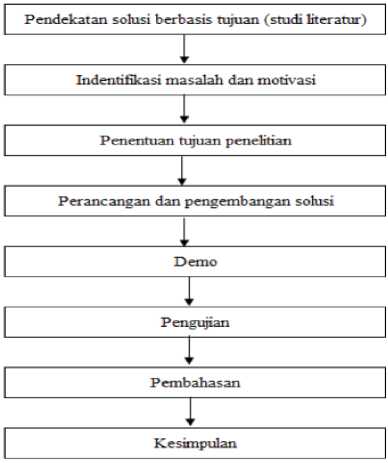 Pendekatan solusi berbasis tujuan (studi literatur)
Indentifikasi masalah dan motivasi
Penentuan tujuan penelitian
Perancangan dan pengembangan solusi
Demo
Pengujian
Pembahasan
Kesimpulan